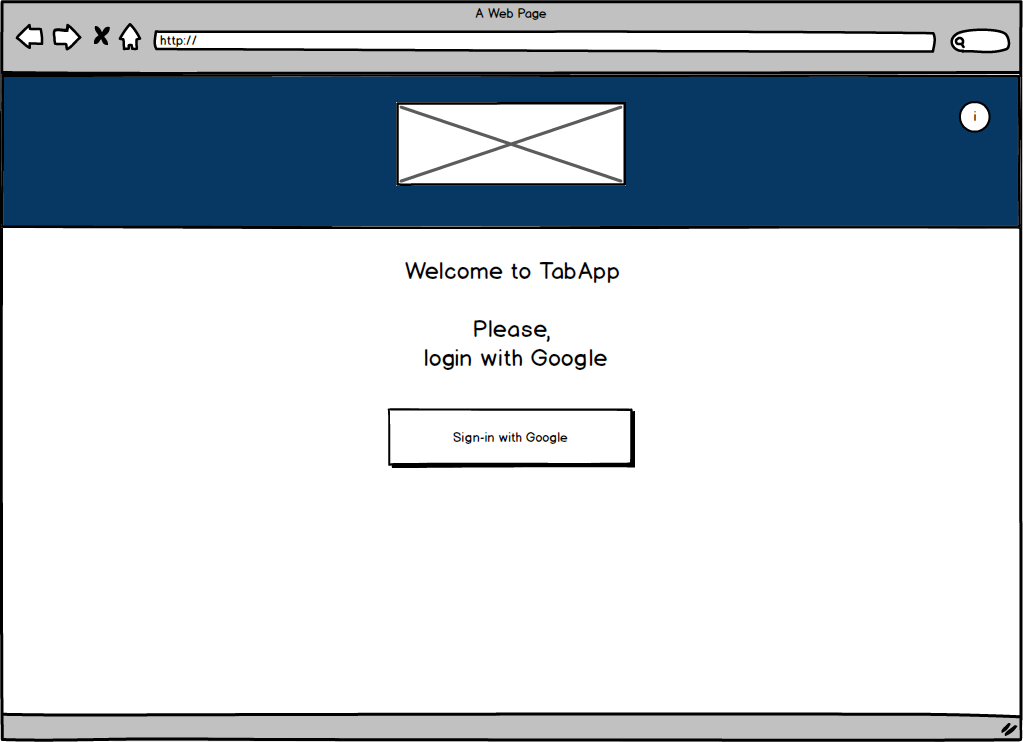 A Web Page
http://
i
Welcome to TabApp
Please,
login with Google
Sign-in with Google